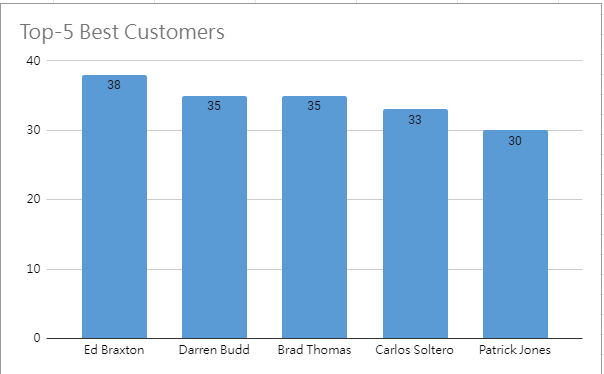 Top-5 Best Customers
40
38
35
35
33
30
30
20
10
0
Ed Braxton
Darren Budd
Brad Thomas
Carlos Soltero
Patrick Jones